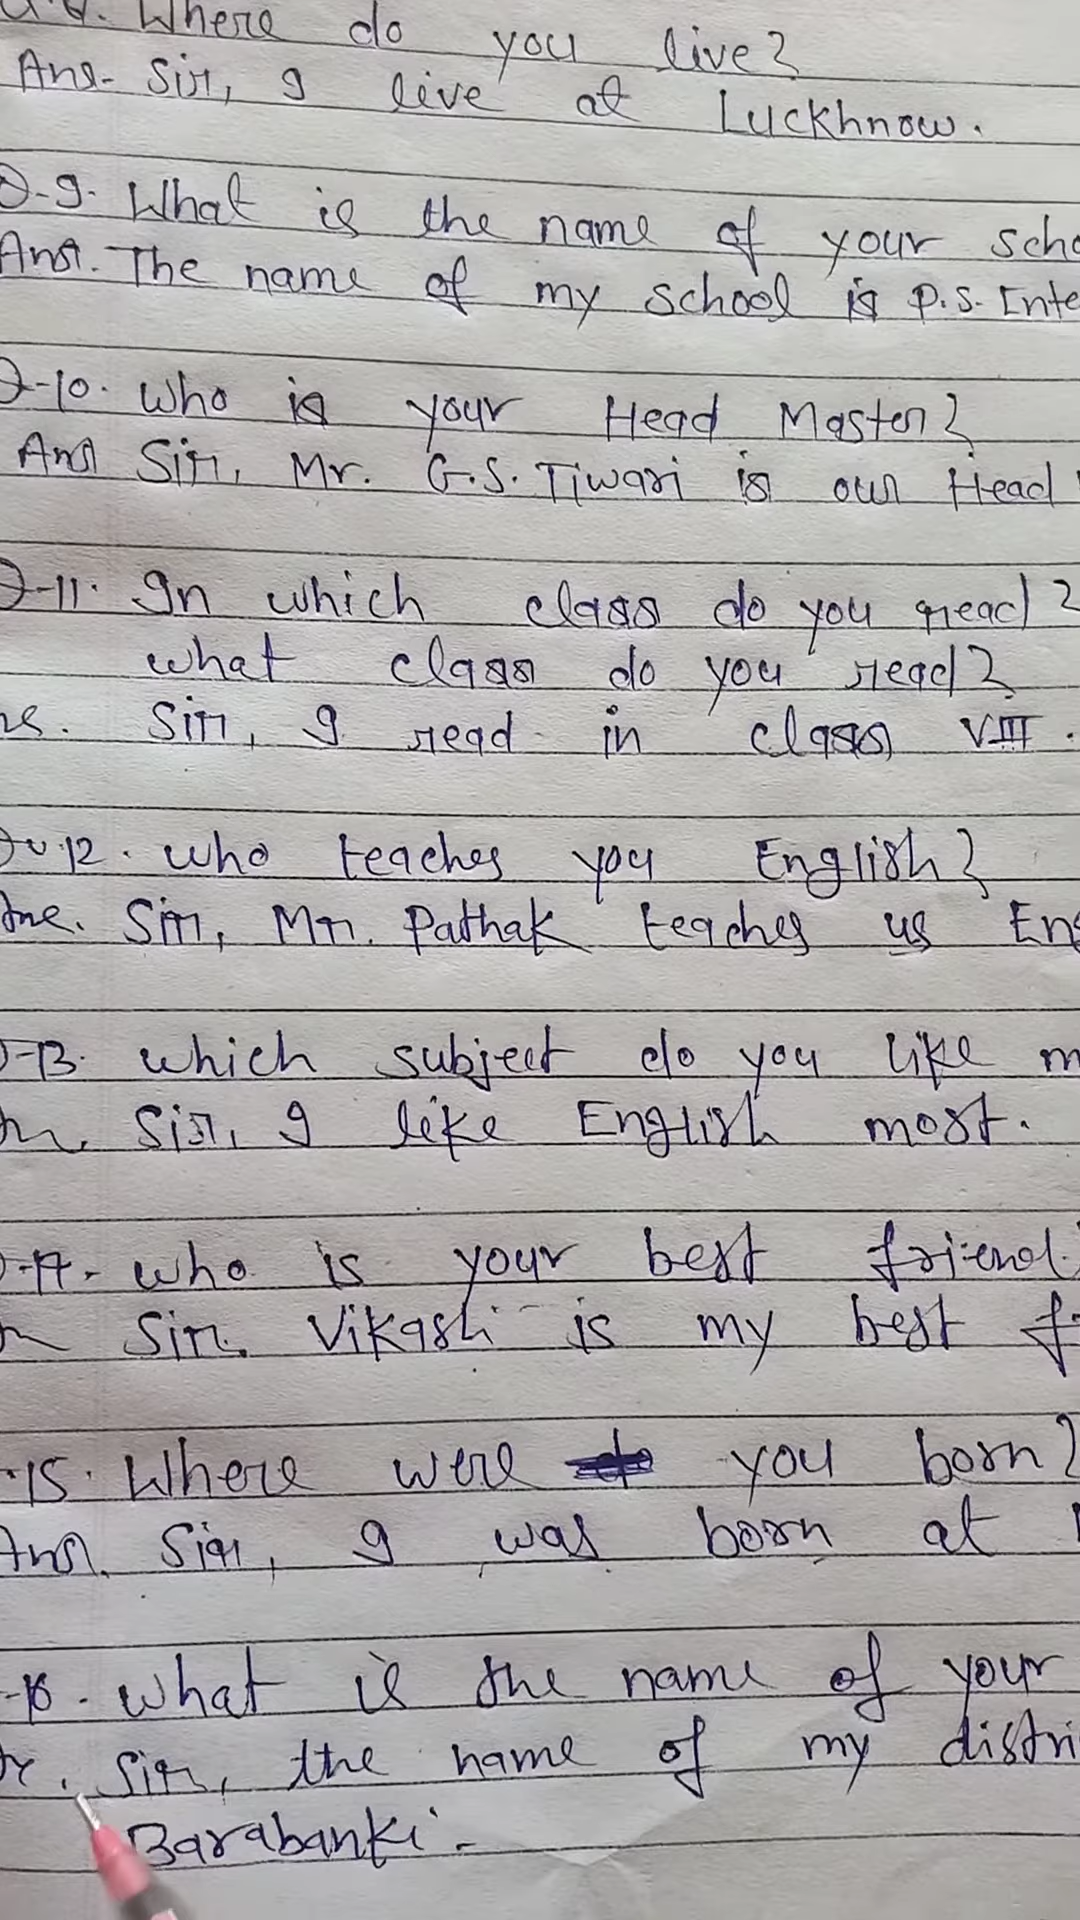 Where do you live?
Ans- Sir, I live at Luckhnow.
Q-9. What is the name of your scho
Ans. The name of my school is P.S. Inte
Q-10. Who is your Head Master?
Ans Sir, Mr. G.S. Tiwari is our Head
Q-11. In which class do you read?
what class do you read?
Sir, I read in class VIII.
12. who teaches you English?
Sir, Mr. Pathak teaches us Eng
-13. which subject do you like m
Sir, I like English most.
who is your best friend
Sir. Vikash is my best f
15. Where were you born?
Ans. Sir, I was born at
-16. what is the name of your
Sir, the name of my distri
Barabanki.